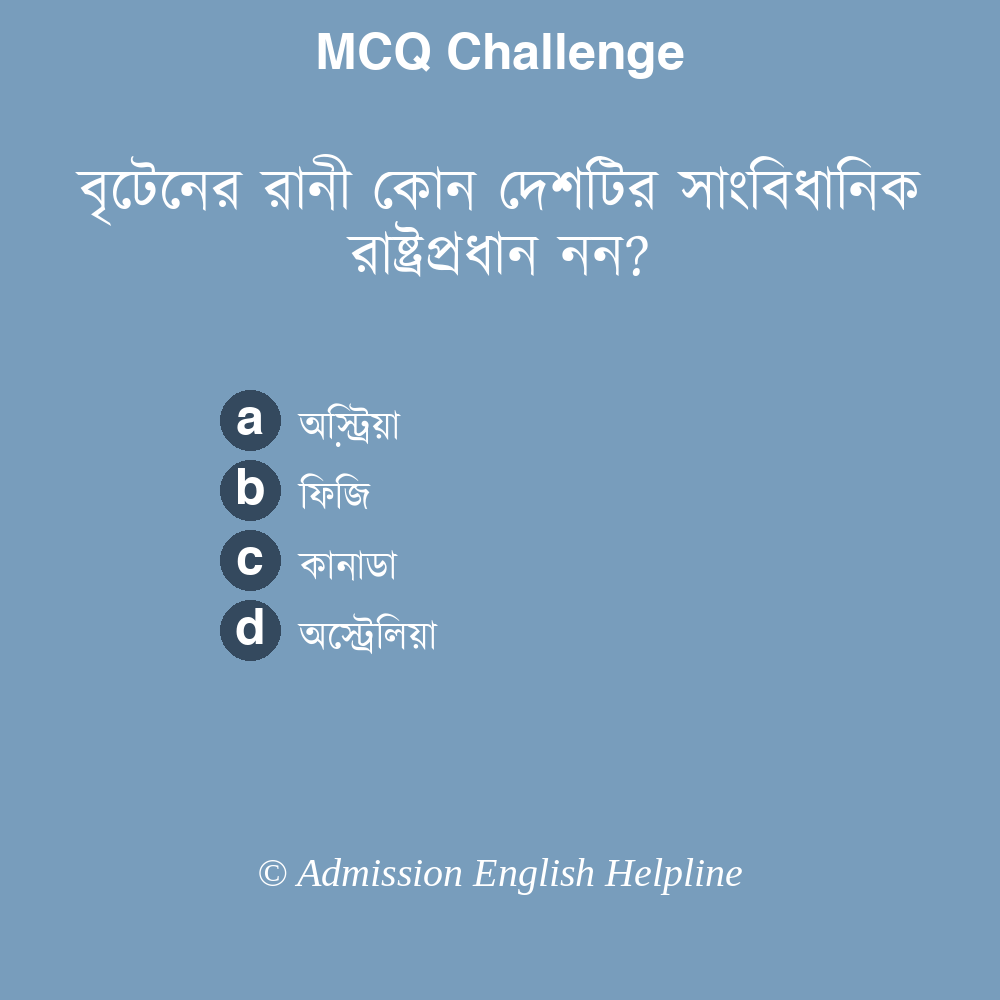 MCQ Challenge
বৃটেনের রানী কোন দেশটির সাংবিধানিক
রাষ্ট্রপ্রধান নন?
a অস্ট্রি়য়া
b ফিজি
c কানাডা
d অস্ট্রেলিয়া
© Admission English Helpline